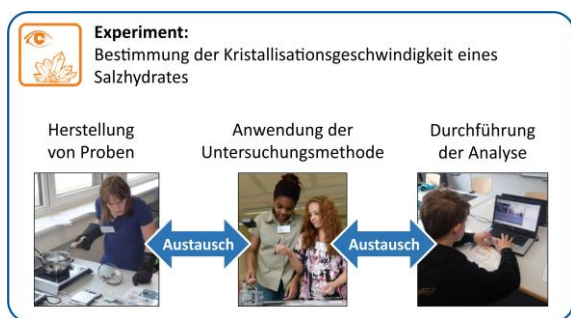 Experiment:
Bestimmung der Kristallisationsgeschwindigkeit eines
Salzhydrates
Herstellung
von Proben
Anwendung der
Untersuchungsmethode
Durchführung
der Analyse
Austausch
Austausch